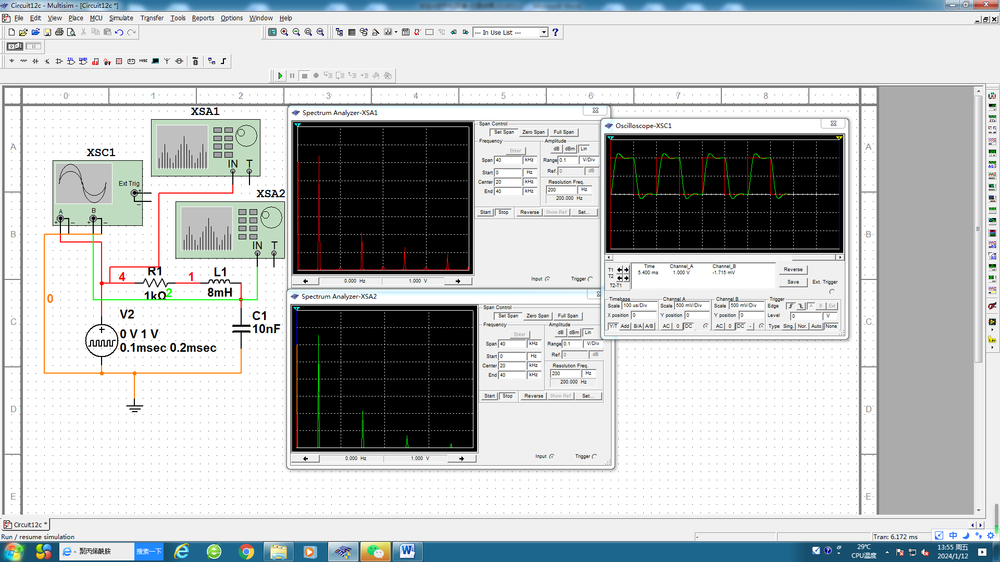 Circuit12c - Multisim - [Circuit12c *]
File Edit View Place MCU Simulate Transfer Tools Reports Options Window Help
--- In Use List ---
MISC
0 1 2 3 4 5 6 7 8
A
B
C
D
E
A
B
C
D
E
XSA1
IN T
XSC1
Ext Trig
+
−
A
B
+ − + −
XSA2
IN T
4
R1
1kΩ
2
1
L1
8mH
0
V2
0 V 1 V
0.1msec 0.2msec
+
C1
10nF
Spectrum Analyzer-XSA1
Span Control
Set Span Zero Span Full Span
Frequency
Enter
Span 40 kHz
Start 0 Hz
Center 20 kHz
End 40 kHz
Amplitude
dB dBm Lin
Range 0.1 V/Div
Ref. 0 dB
Resolution Freq.
200 Hz
200.000 Hz
Start Stop Reverse Show-Ref Set...
0.000 Hz 1.000 V
Input Trigger
Spectrum Analyzer-XSA2
Span Control
Set Span Zero Span Full Span
Frequency
Enter
Span 40 kHz
Start 0 Hz
Center 20 kHz
End 40 kHz
Amplitude
dB dBm Lin
Range 0.1 V/Div
Ref. 0 dB
Resolution Freq.
200 Hz
200.000 Hz
Start Stop Reverse Show-Ref Set...
0.000 Hz 1.000 V
Input Trigger
Oscilloscope-XSC1
T1
T2
T2-T1
Time Channel_A Channel_B
5.400 ms 1.000 V -1.715 mV
Reverse
Save
Ext. Trigger
Timebase
Scale 100 us/Div
X position 0
Y/T Add B/A A/B
Channel A
Scale 500 mV/Div
Y position 0
AC 0 DC
Channel B
Scale 500 mV/Div
Y position 0
AC 0 DC -
Trigger
Edge A B Ext
Level 0 V
Type Sing. Nor. Auto None
Circuit12c *
Run / resume simulation
-
Tran: 6.172 ms
中
聚丙烯酰胺
搜索一下
29℃
CPU温度
13:55 周五
2024/1/12